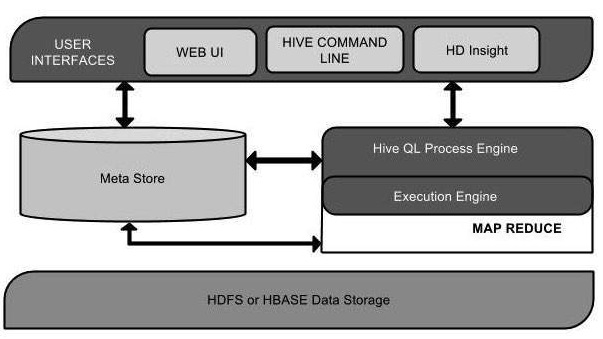 USER
INTERFACES
WEB UI
HIVE COMMAND
LINE
HD Insight
Meta Store
Hive QL Process Engine
Execution Engine
MAP REDUCE
HDFS or HBASE Data Storage